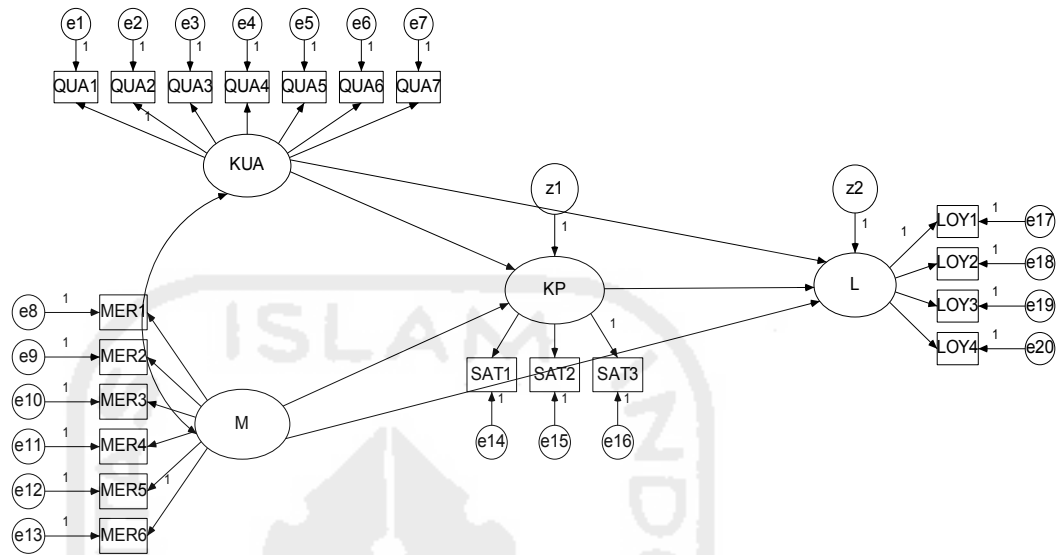 e1 e2 e3 e4 e5 e6 e7
1 1 1 1 1 1 1
QUA1 QUA2 QUA3 QUA4 QUA5 QUA6 QUA7
1
KUA
z1 z2
1 1
LOY1 1 e17
1
LOY2 1 e18
LOY3 1 e19
LOY4 1 e20
KP
L
e8 1 MER1
e9 1 MER2
e10 1 MER3
e11 1 MER4
e12 1 MER5
e13 1 MER6
1
M
1
SAT1 SAT2 SAT3
1 1 1
e14 e15 e16
ISLAM
IND